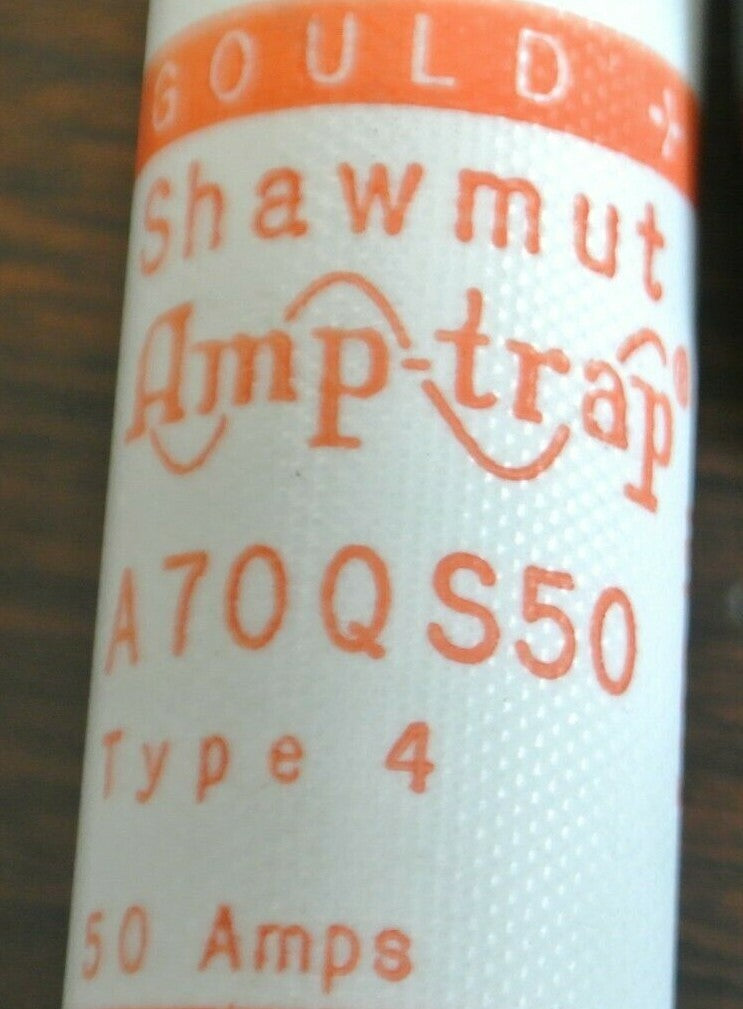 GOULD
Shawmut
Amp-trap®
A70QS50
Type 4
50 Amps